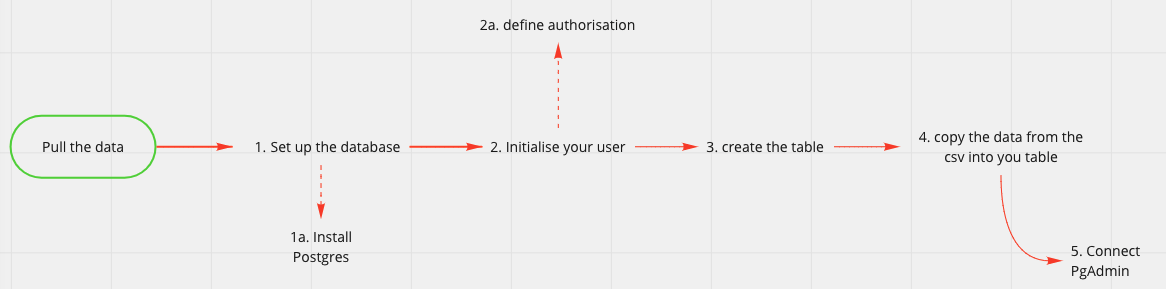 2a. define authorisation
Pull the data
1. Set up the database
2. Initialise your user
3. create the table
4. copy the data from the
csv into you table
1a. Install
Postgres
5. Connect
PgAdmin